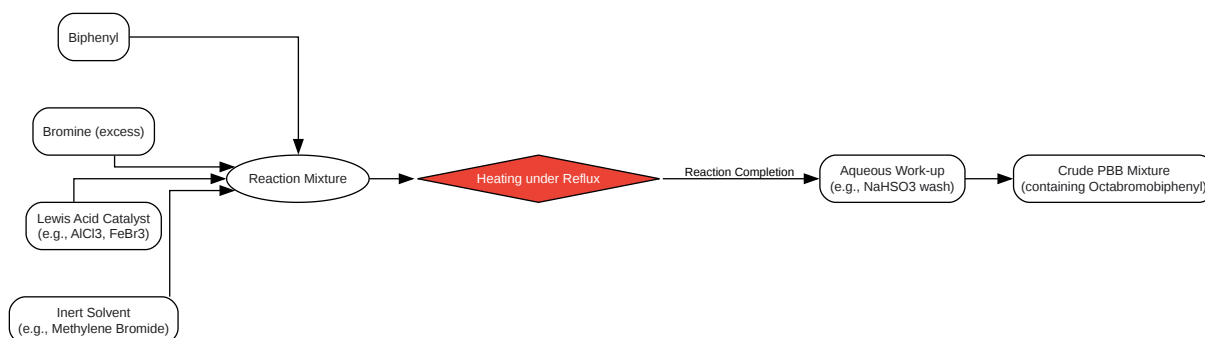 Biphenyl
Bromine (excess)
Reaction Mixture
Heating under Reflux
Reaction Completion
Aqueous Work-up
(e.g., NaHSO3 wash)
Crude PBB Mixture
(containing Octabromobiphenyl)
Lewis Acid Catalyst
(e.g., AlCl3, FeBr3)
Inert Solvent
(e.g., Methylene Bromide)